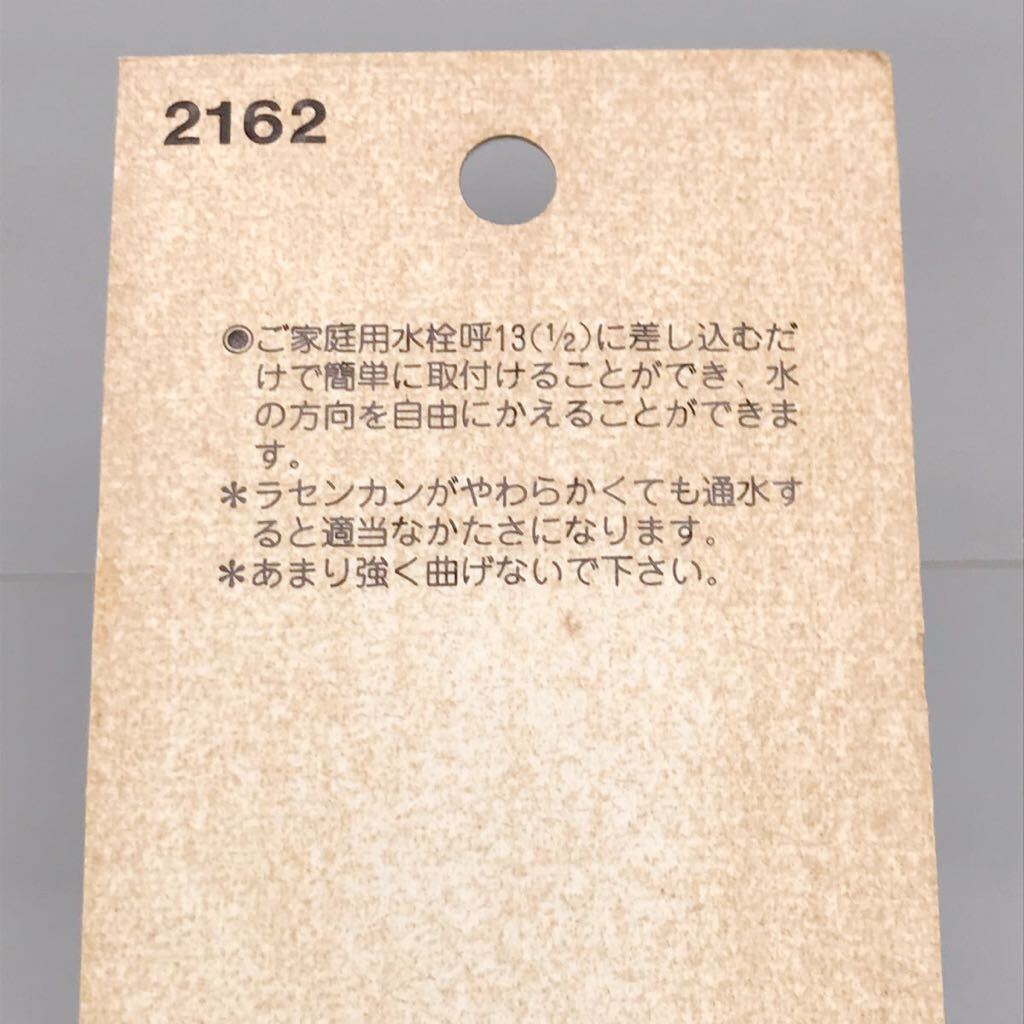 2162
◉ご家庭用水栓呼13(½)に差し込むだ
けで簡単に取付けることができ、水
の方向を自由にかえることができま
す。
＊ラセンカンがやわらかくても通水す
ると適当なかたさになります。
＊あまり強く曲げないで下さい。